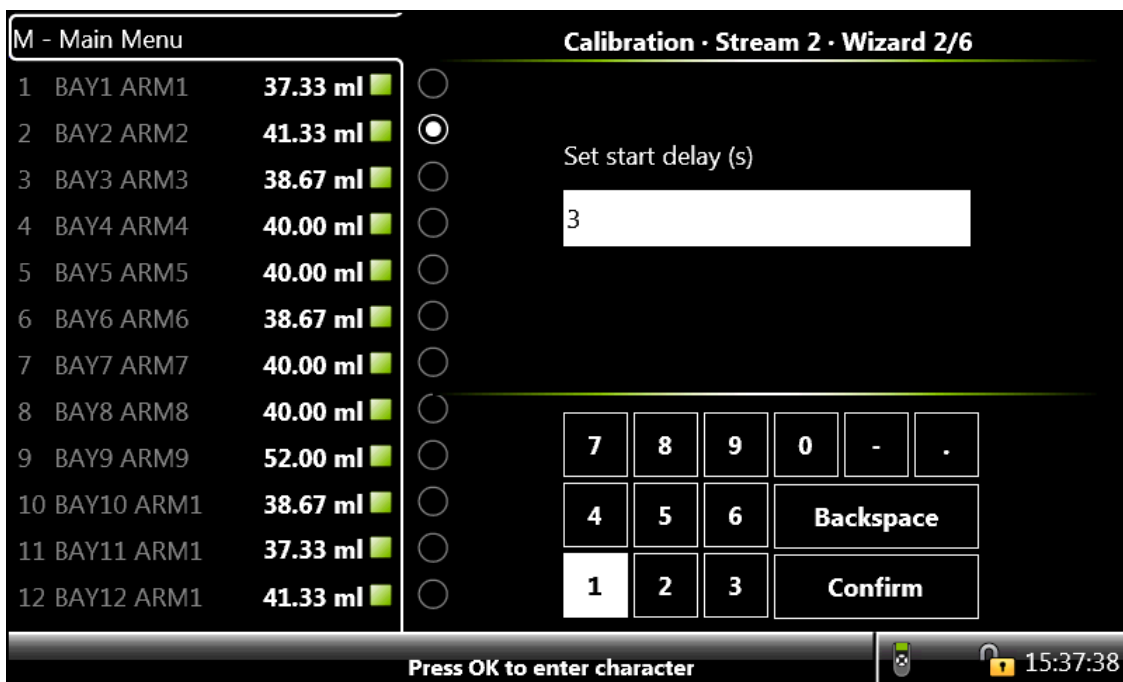 M - Main Menu
Calibration · Stream 2 · Wizard 2/6
1 BAY1 ARM1 37.33 ml
2 BAY2 ARM2 41.33 ml
3 BAY3 ARM3 38.67 ml
4 BAY4 ARM4 40.00 ml
5 BAY5 ARM5 40.00 ml
6 BAY6 ARM6 38.67 ml
7 BAY7 ARM7 40.00 ml
8 BAY8 ARM8 40.00 ml
9 BAY9 ARM9 52.00 ml
10 BAY10 ARM1 38.67 ml
11 BAY11 ARM1 37.33 ml
12 BAY12 ARM1 41.33 ml
Set start delay (s)
3
7 8 9 0 - .
4 5 6 Backspace
1 2 3 Confirm
Press OK to enter character
15:37:38